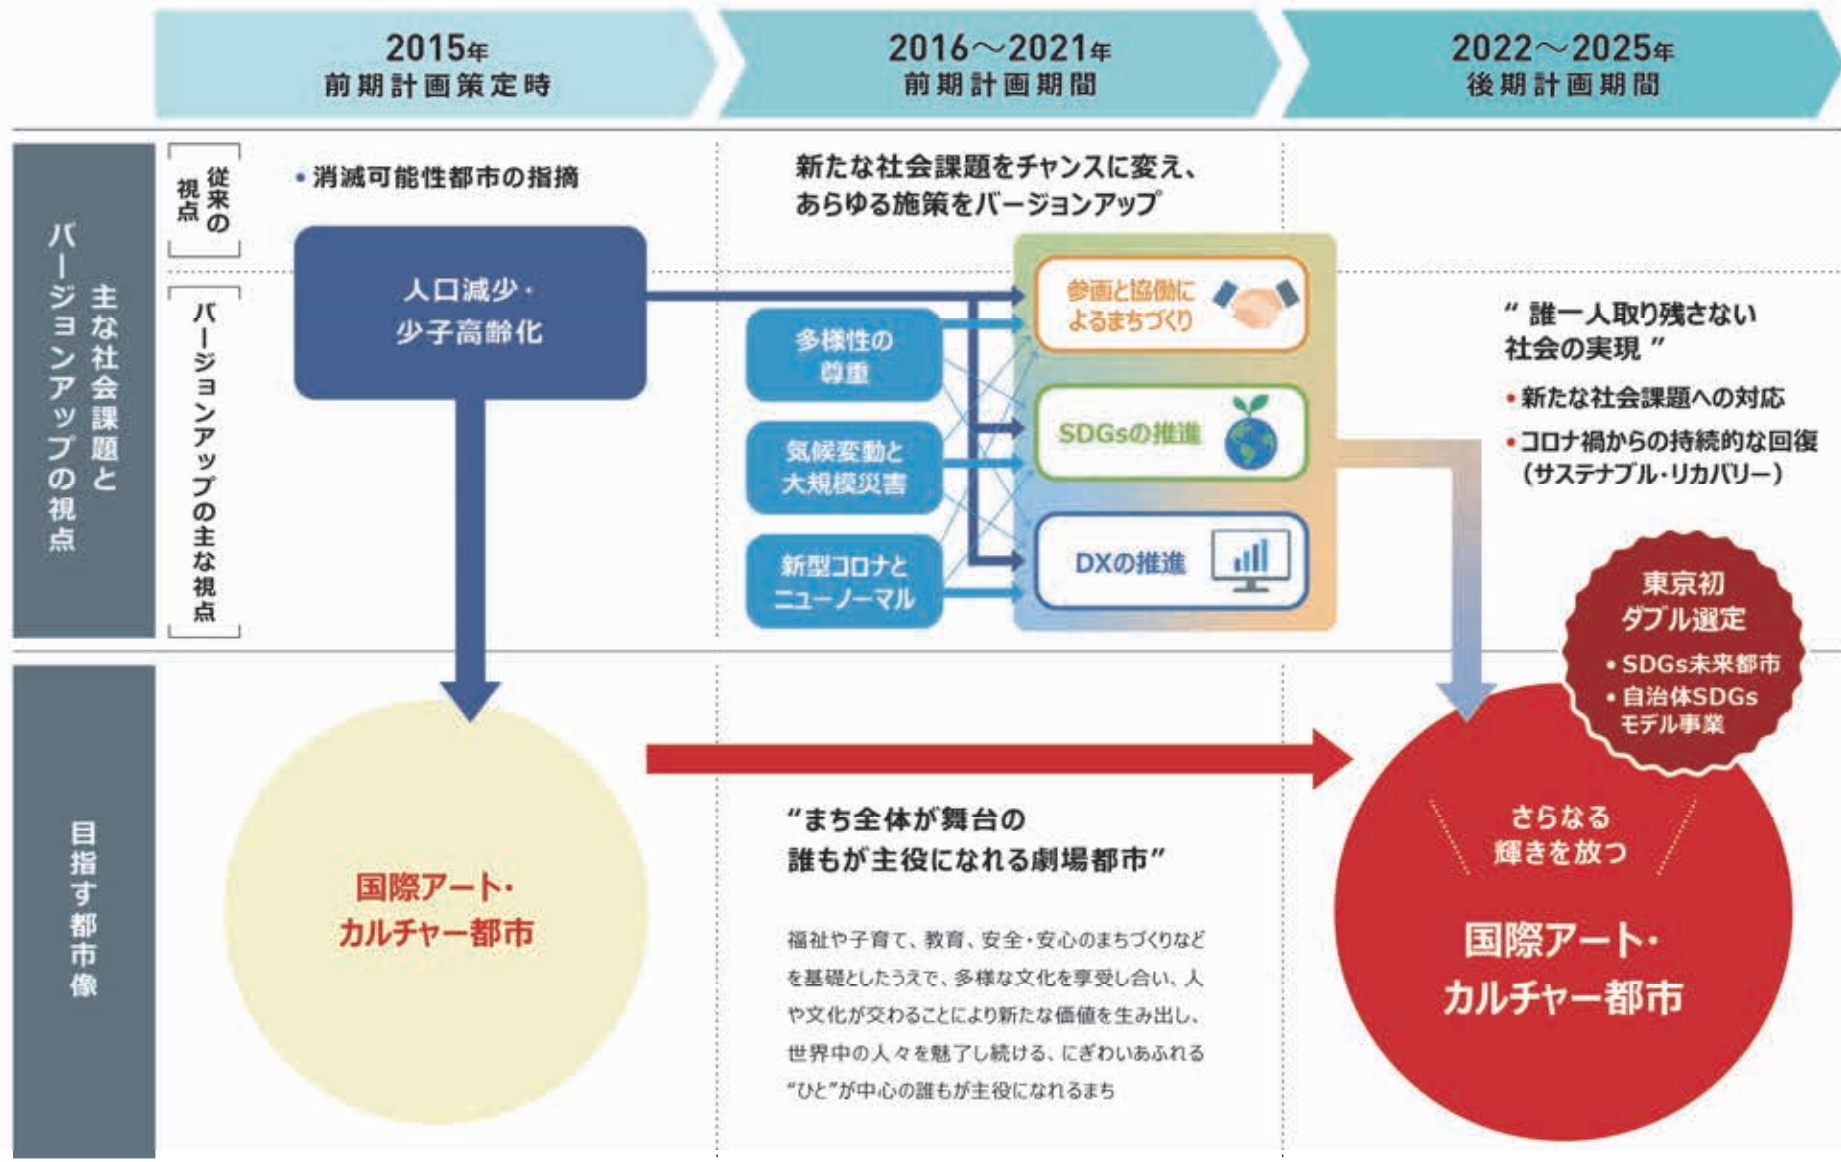 2015年
前期計画策定時
2016～2021年
前期計画期間
2022～2025年
後期計画期間
主な社会課題と
バージョンアップの視点
従来の
視点
• 消滅可能性都市の指摘
新たな社会課題をチャンスに変え、
あらゆる施策をバージョンアップ
バージョンアップの主な視点
人口減少・
少子高齢化
多様性の
尊重
気候変動と
大規模災害
新型コロナと
ニューノーマル
参画と協働に
よるまちづくり
SDGsの推進
DXの推進
“ 誰一人取り残さない
社会の実現 ”
• 新たな社会課題への対応
• コロナ禍からの持続的な回復
（サステナブル・リカバリー）
東京初
ダブル選定
• SDGs未来都市
• 自治体SDGs
モデル事業
目指す都市像
国際アート・
カルチャー都市
“まち全体が舞台の
誰もが主役になれる劇場都市”
福祉や子育て、教育、安全・安心のまちづくりなど
を基礎としたうえで、多様な文化を享受し合い、人
や文化が交わることにより新たな価値を生み出し、
世界中の人々を魅了し続ける、にぎわいあふれる
“ひと”が中心の誰もが主役になれるまち
さらなる
輝きを放つ
国際アート・
カルチャー都市